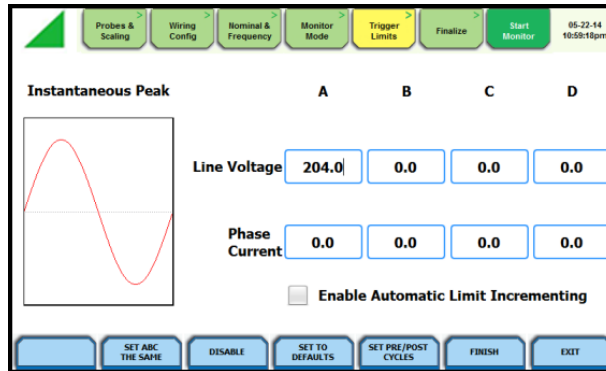 Probes & Scaling > Wiring Config > Nominal & Frequency > Monitor Mode > Trigger Limits > Finalize > Start Monitor > 05-22-14 10:59:18pm
Instantaneous Peak A B C D
Line Voltage 204.0 0.0 0.0 0.0
Phase Current 0.0 0.0 0.0 0.0
Enable Automatic Limit Incrementing
SET ABC THE SAME DISABLE SET TO DEFAULTS SET PRE/POST CYCLES FINISH EXIT